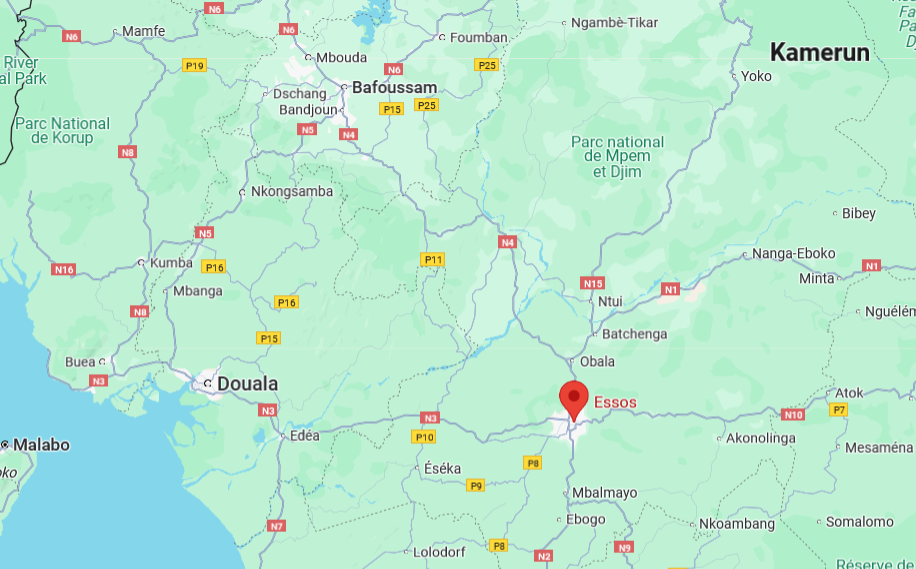 N6
Ngambè-Tikar
Fa
Pa
D
N6
Mamfe
N6
Foumban
Kamerun
River
al Park
P19
Mbouda
N6
P25
Yoko
Dschang
Bafoussam
Bandjoun
P15
P25
Parc National
de Korup
N5
N4
Parc national
de Mpem
et Djim
N8
Nkongsamba
Bibey
N5
N4
Nanga-Eboko
N16
Kumba
P16
P11
N1
Minta
Mbanga
N15
N1
P16
Ntui
N8
Nguélém
P15
Batchenga
Buea
Obala
N3
Douala
Atok
Essos
N3
N3
N10
P7
Edéa
P10
Akonolinga
Malabo
Mesaména
oko
Éséka
P8
P9
Mbalmayo
N7
Ebogo
Nkoambang
Somalomo
Lolodorf
P8
N2
N9
Réserve de